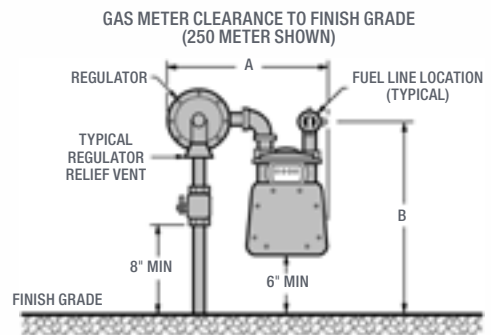 GAS METER CLEARANCE TO FINISH GRADE
(250 METER SHOWN)
A
REGULATOR
FUEL LINE LOCATION
(TYPICAL)
TYPICAL
REGULATOR
RELIEF VENT
B
8" MIN
6" MIN
FINISH GRADE